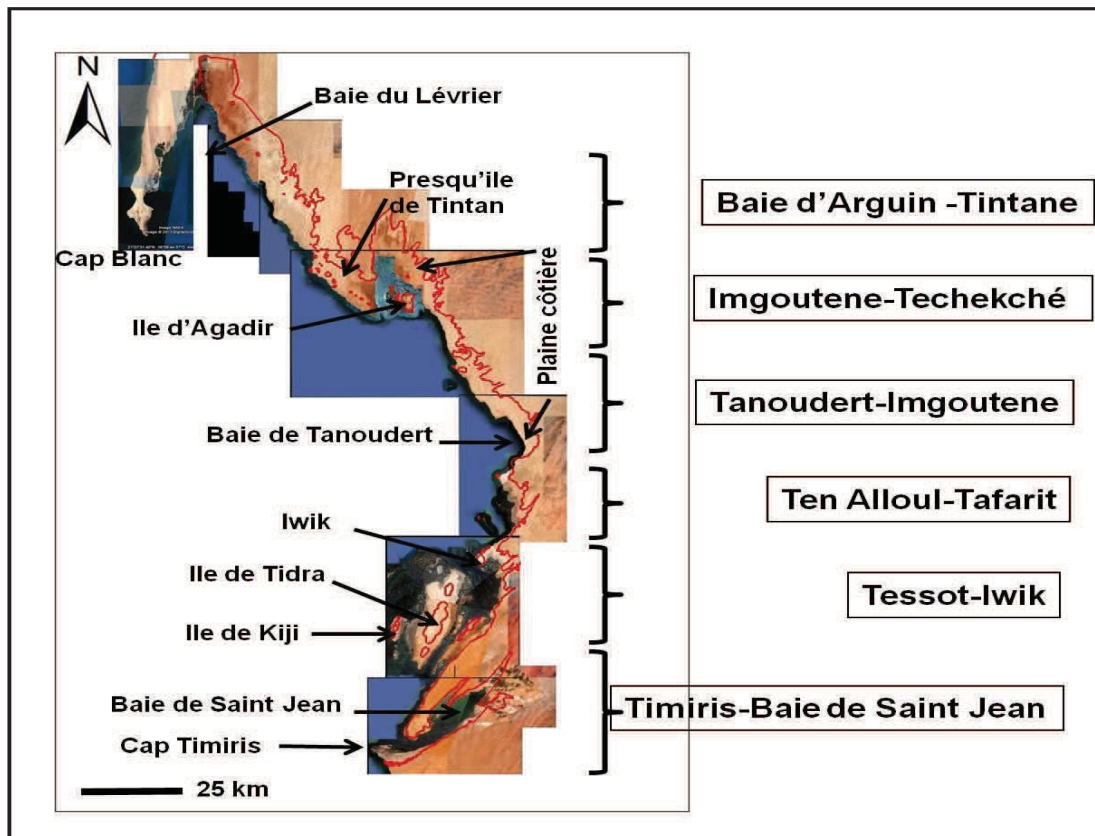 N
Baie du Lévrier
Presqu'ile
de Tintan
Baie d'Arguin -Tintane
Cap Blanc
Plaine côtière
Imgoutene-Techekché
Ile d'Agadir
Tanoudert-Imgoutene
Baie de Tanoudert
Ten Alloul-Tafarit
Iwik
Ile de Tidra
Tessot-Iwik
Ile de Kiji
Baie de Saint Jean
Timiris-Baie de Saint Jean
Cap Timiris
25 km